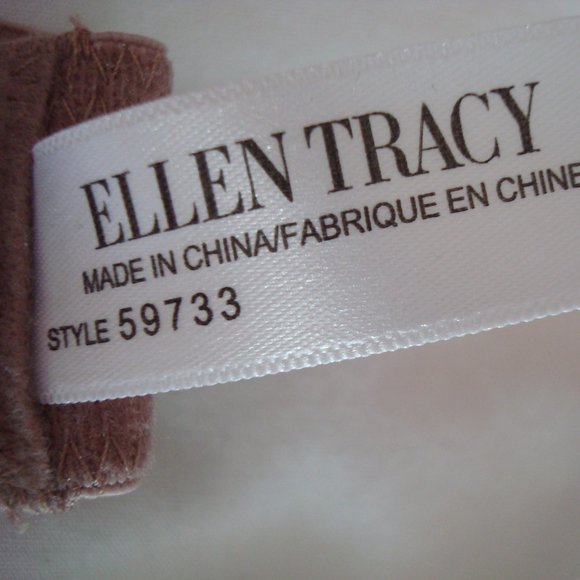 ELLEN TRACY
MADE IN CHINA/FABRIQUE EN CHINE
STYLE 59733